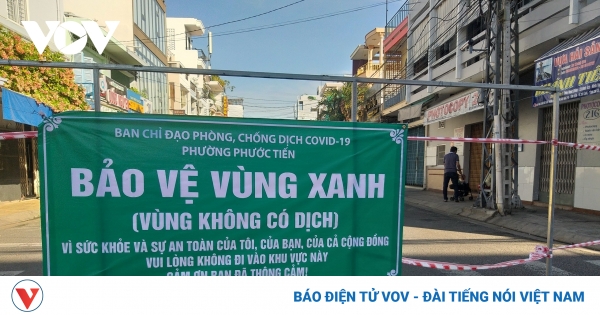 VOV
BAN CHỈ ĐẠO PHÒNG, CHỐNG DỊCH COVID-19
PHƯỜNG PHƯỚC TIẾN
BẢO VỆ VÙNG XANH
(VÙNG KHÔNG CÓ DỊCH)
VÌ SỨC KHỎE VÀ SỰ AN TOÀN CỦA TÔI, CỦA BẠN, CỦA CẢ CỘNG ĐỒNG
VUI LÒNG KHÔNG ĐI VÀO KHU VỰC NÀY
CẢM ƠN BẠN ĐÃ THÔNG CẢM!
PHOTOCOPY
BÁO ĐIỆN TỬ VOV - ĐÀI TIẾNG NÓI VIỆT NAM